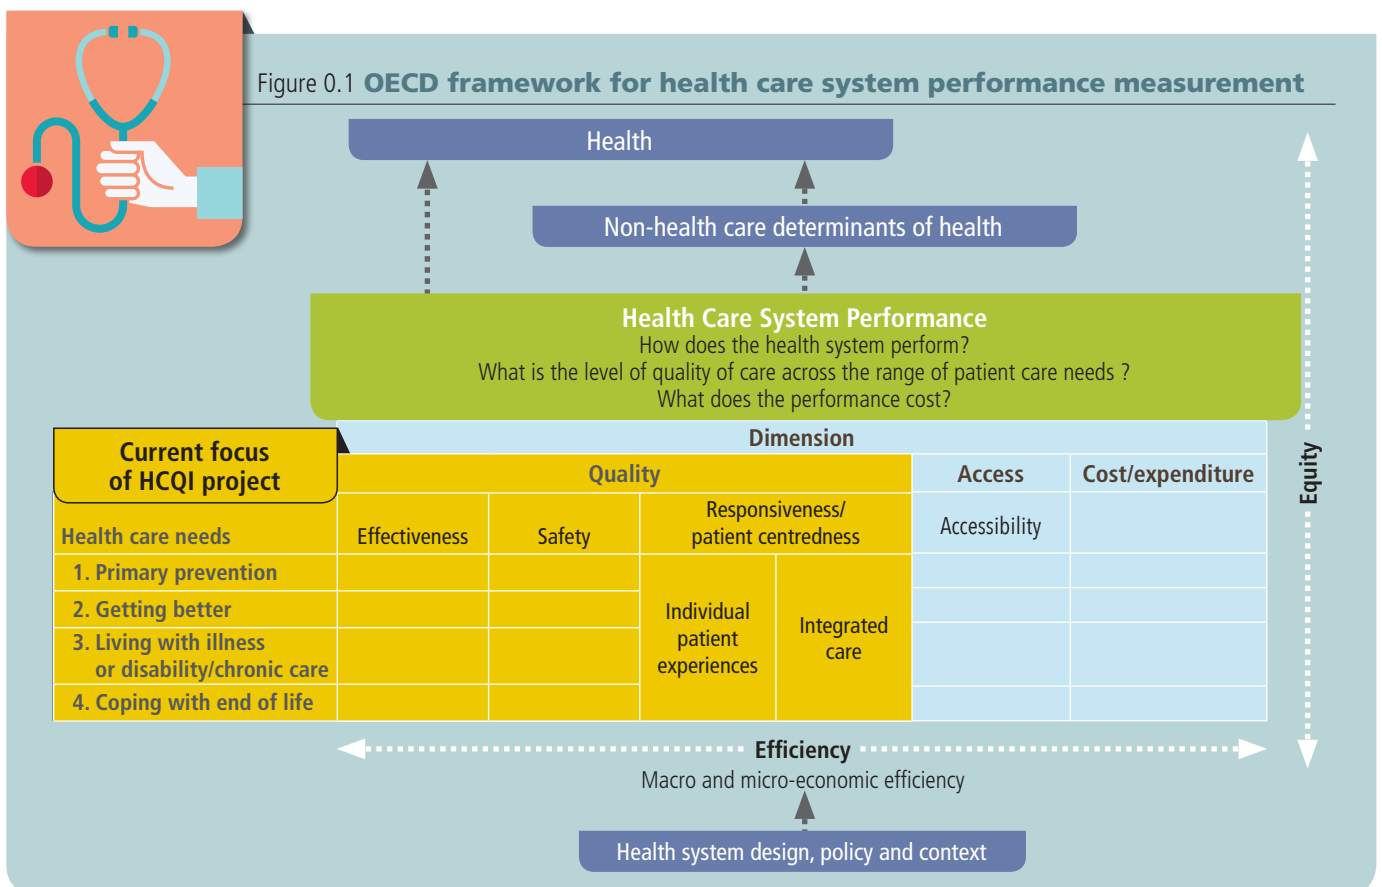 Figure 0.1 OECD framework for health care system performance measurement
Health
Non-health care determinants of health
Health Care System Performance
How does the health system perform?
What is the level of quality of care across the range of patient care needs ?
What does the performance cost?
Current focus
of HCQI project
Dimension
Quality
Access
Cost/expenditure
Health care needs
Effectiveness
Safety
Responsiveness/
patient centredness
Accessibility
1. Primary prevention
2. Getting better
3. Living with illness
or disability/chronic care
4. Coping with end of life
Individual
patient
experiences
Integrated
care
Equity
Efficiency
Macro and micro-economic efficiency
Health system design, policy and context